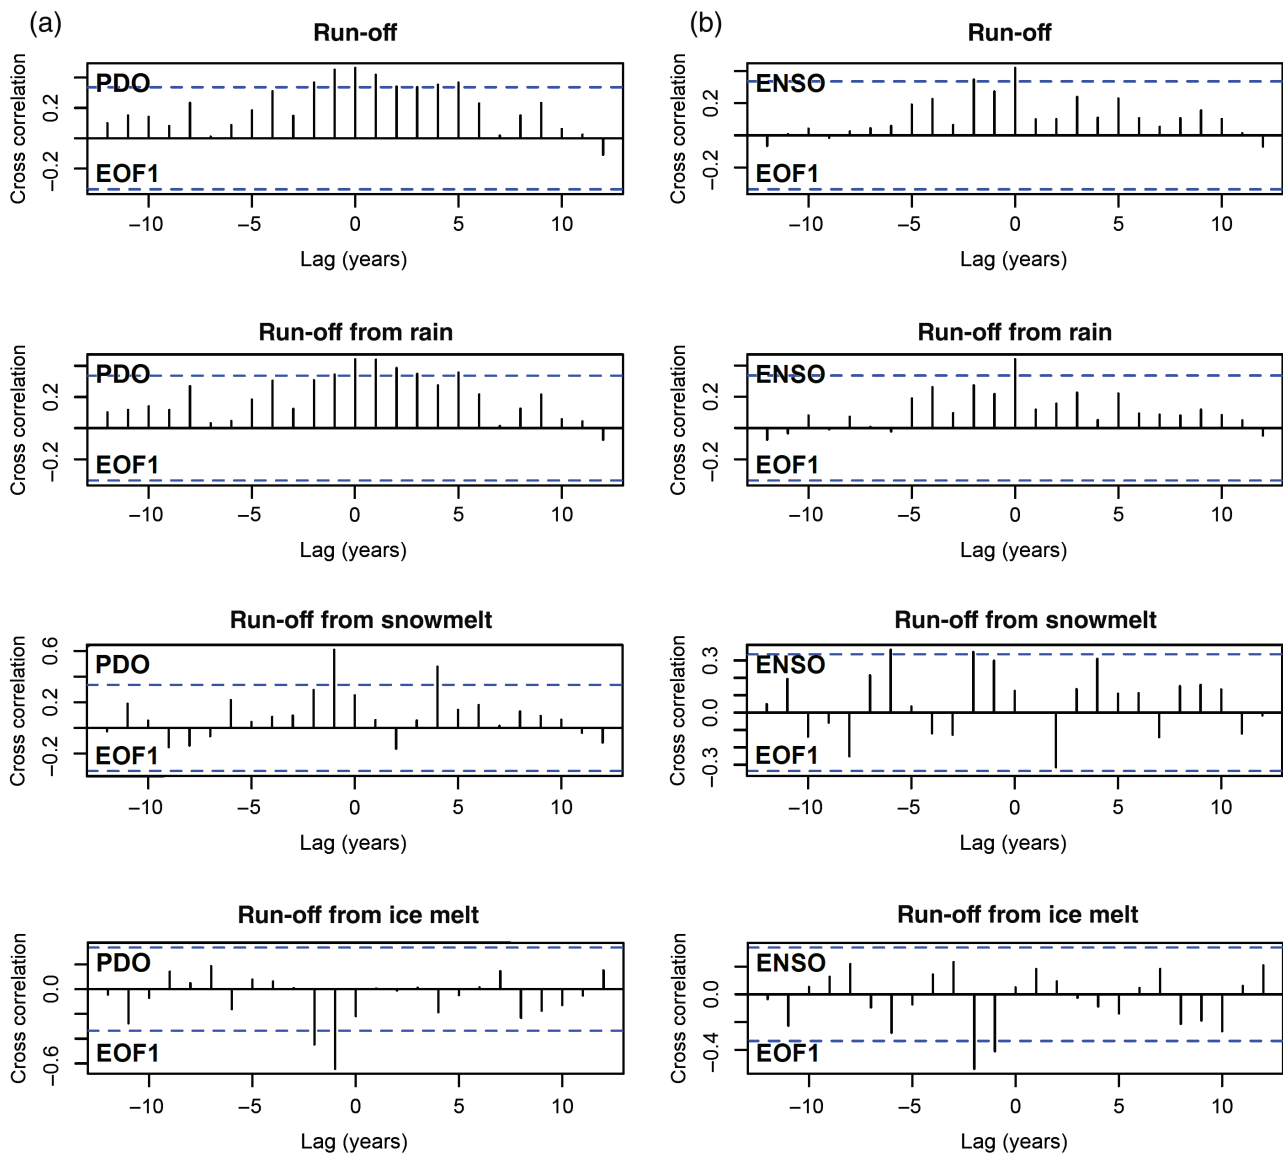 (a)
Run-off
Cross correlation
0.2
−0.2
PDO
EOF1
−10 −5 0 5 10
Lag (years)
Run-off from rain
Cross correlation
0.2
−0.2
PDO
EOF1
−10 −5 0 5 10
Lag (years)
Run-off from snowmelt
Cross correlation
0.6
0.2
−0.2
PDO
EOF1
−10 −5 0 5 10
Lag (years)
Run-off from ice melt
Cross correlation
0.0
−0.6
PDO
EOF1
−10 −5 0 5 10
Lag (years)
(b)
Run-off
Cross correlation
0.2
−0.2
ENSO
EOF1
−10 −5 0 5 10
Lag (years)
Run-off from rain
Cross correlation
0.2
−0.2
ENSO
EOF1
−10 −5 0 5 10
Lag (years)
Run-off from snowmelt
Cross correlation
0.3
0.0
−0.3
ENSO
EOF1
−10 −5 0 5 10
Lag (years)
Run-off from ice melt
Cross correlation
0.0
−0.4
ENSO
EOF1
−10 −5 0 5 10
Lag (years)